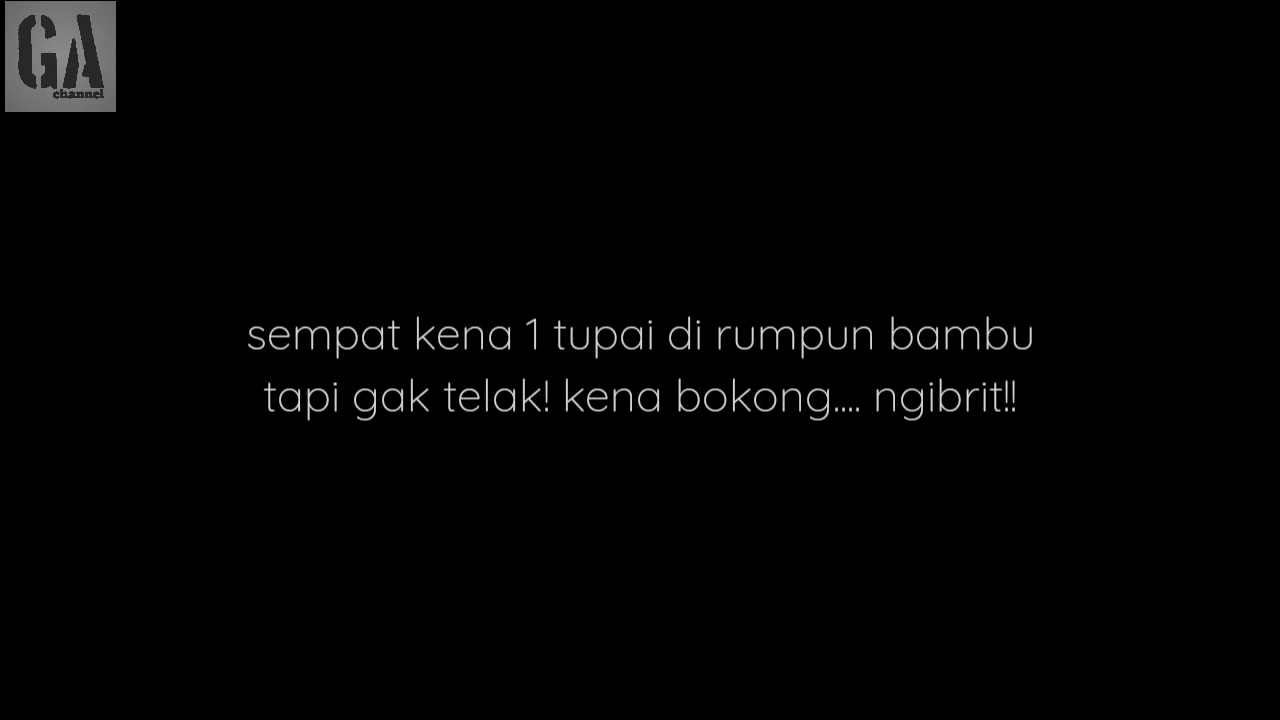 GA
channel
sempat kena 1 tupai di rumpun bambu
tapi gak telak! kena bokong.... ngibrit!!